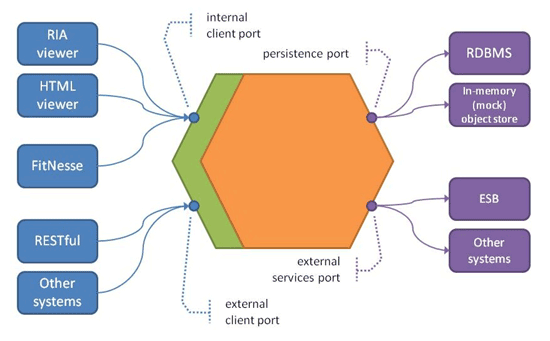 RIA
viewer
HTML
viewer
FitNesse
RESTful
Other
systems
internal
client port
persistence port
external
services port
external
client port
RDBMS
In-memory
(mock)
object store
ESB
Other
systems